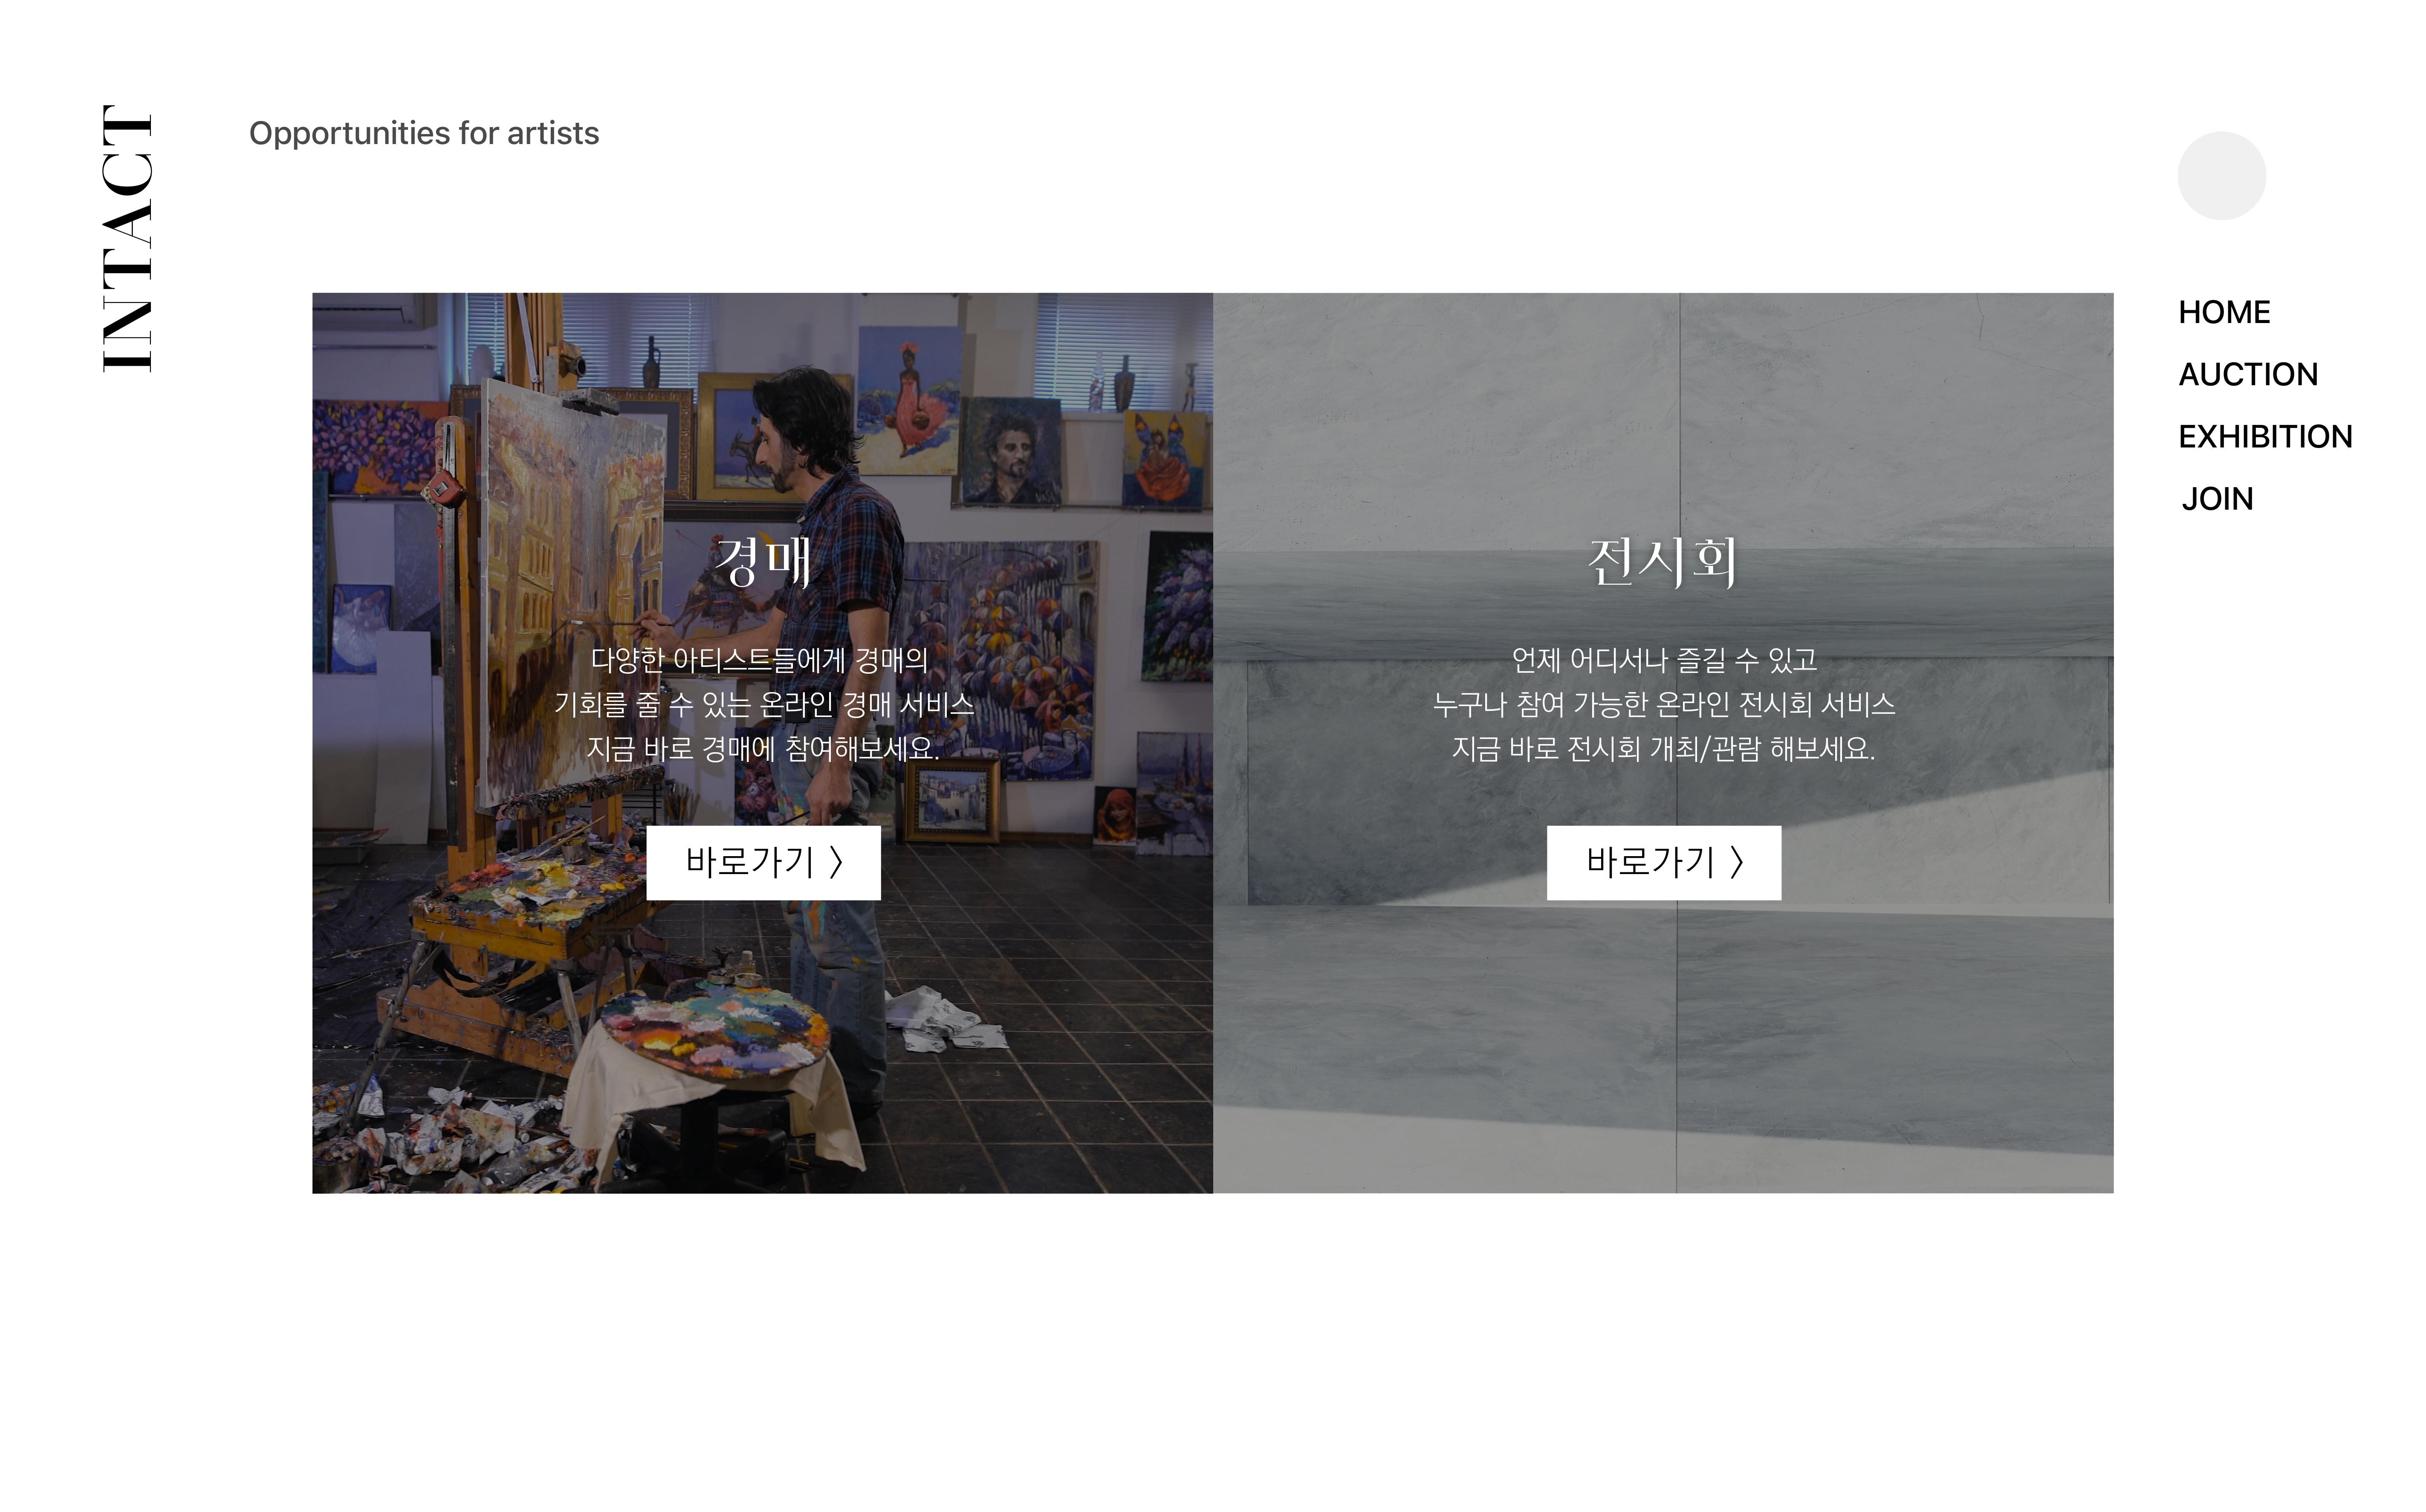 INTACT
Opportunities for artists
HOME
AUCTION
EXHIBITION
JOIN
경매
다양한 아티스트들에게 경매의
기회를 줄 수 있는 온라인 경매 서비스
지금 바로 경매에 참여해보세요.
바로가기 〉
전시회
언제 어디서나 즐길 수 있고
누구나 참여 가능한 온라인 전시회 서비스
지금 바로 전시회 개최/관람 해보세요.
바로가기 〉